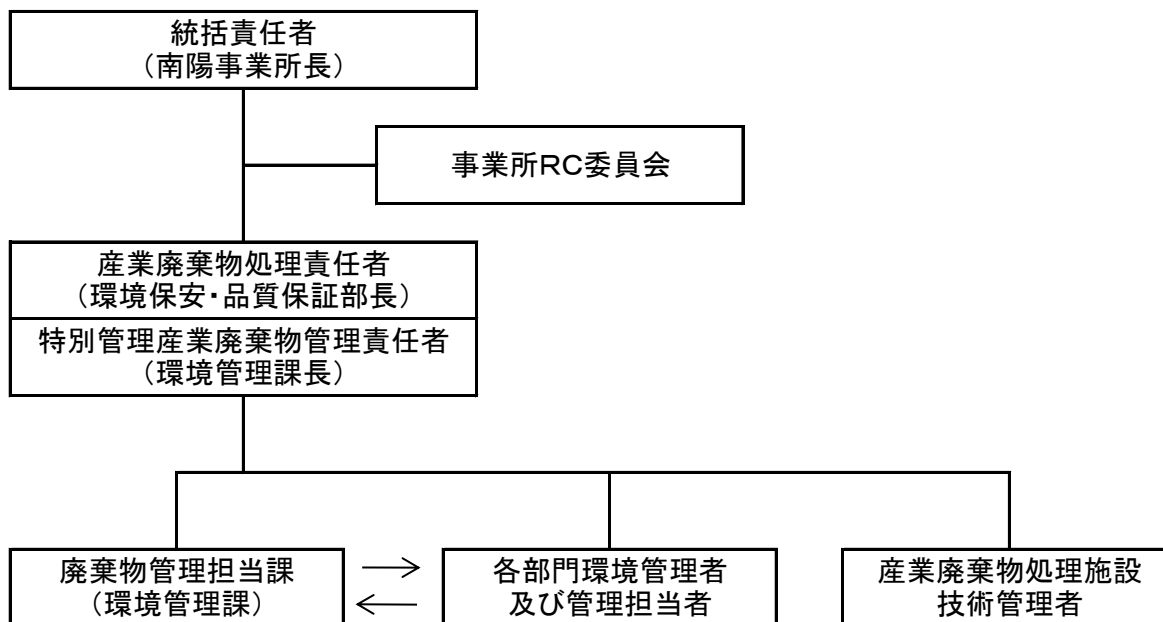 統括責任者
（南陽事業所長）
事業所RC委員会
産業廃棄物処理責任者
（環境保安・品質保証部長）
特別管理産業廃棄物管理責任者
（環境管理課長）
廃棄物管理担当課
（環境管理課）
各部門環境管理者
及び管理担当者
産業廃棄物処理施設
技術管理者